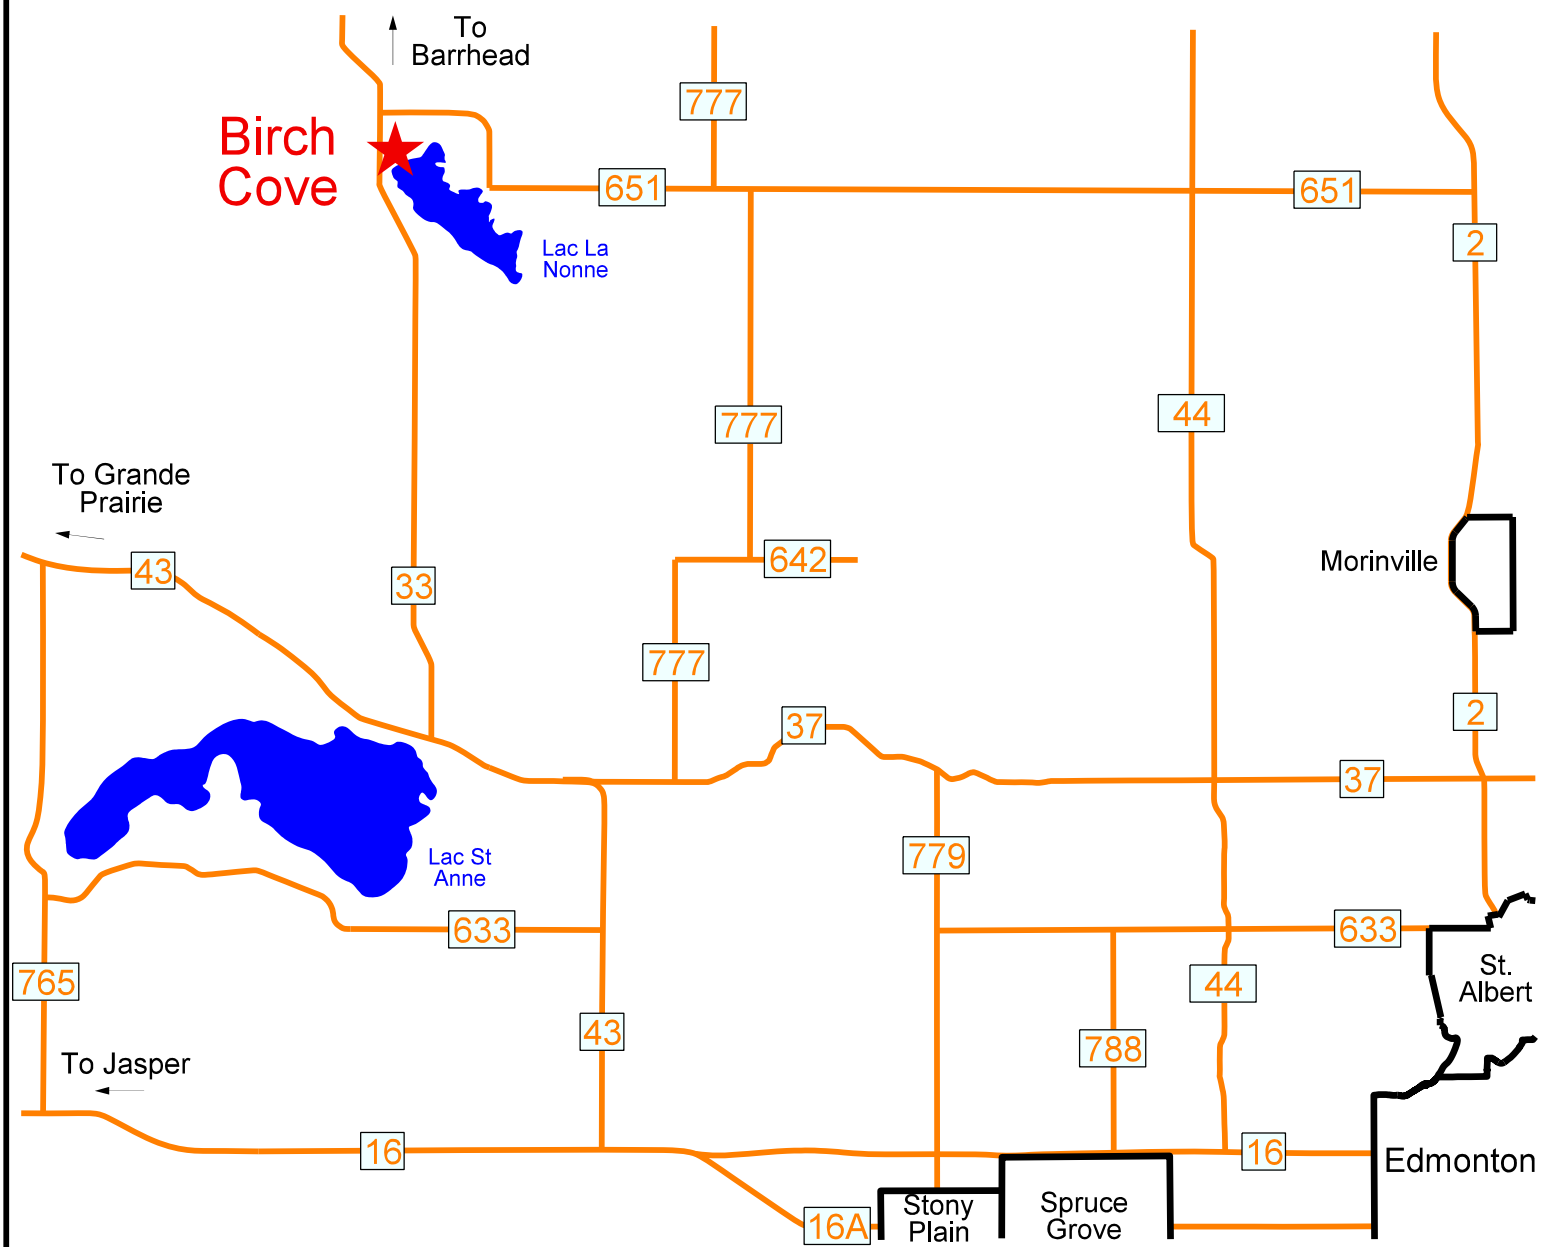 To
Barrhead
777
Birch
Cove
651
651
2
Lac La
Nonne
777
44
To Grande
Prairie
43
33
642
Morinville
777
37
2
37
779
Lac St
Anne
633
633
765
St.
Albert
44
43
788
To Jasper
16
16
Edmonton
16A
Stony
Plain
Spruce
Grove